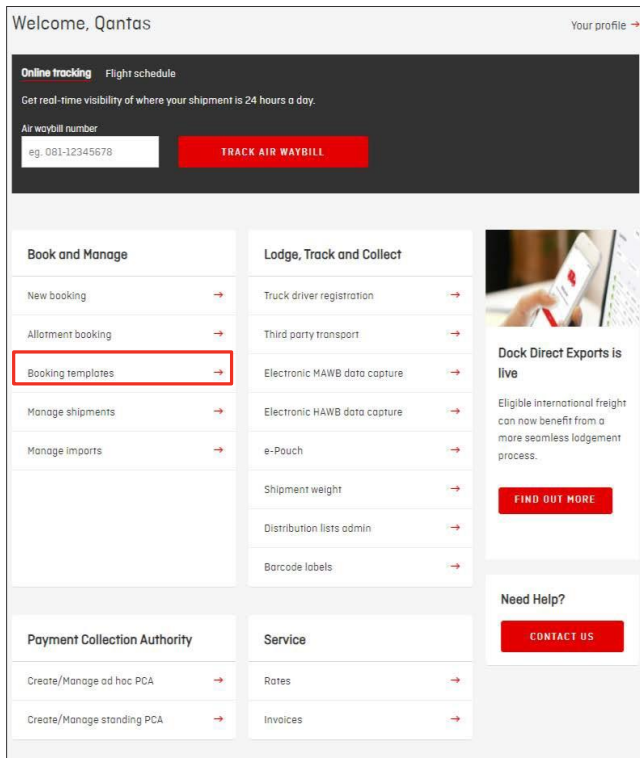 Welcome, Qantas
Your profile →
Online tracking Flight schedule
Get real-time visibility of where your shipment is 24 hours a day.
Air waybill number
eg. 081-12345678
TRACK AIR WAYBILL
Book and Manage
New booking →
Allotment booking →
Booking templates →
Manage shipments →
Manage imports →
Lodge, Track and Collect
Truck driver registration →
Third party transport →
Electronic MAWB data capture →
Electronic HAWB data capture →
e-Pouch →
Shipment weight →
Distribution lists admin →
Barcode labels →
Dock Direct Exports is
live
Eligible international freight
can now benefit from a
more seamless lodgement
process.
FIND OUT MORE
Need Help?
CONTACT US
Payment Collection Authority
Create/Manage ad hoc PCA →
Create/Manage standing PCA →
Service
Rates →
Invoices →